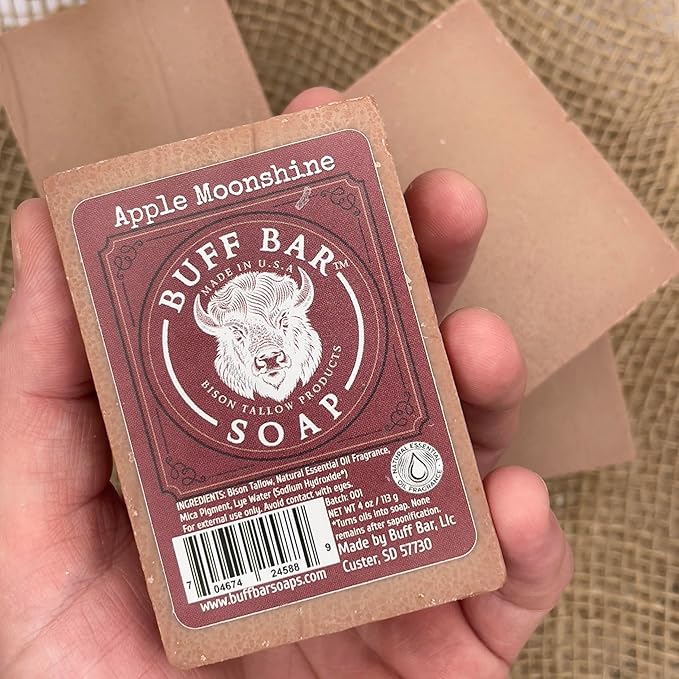 Apple Moonshine
BUFF BAR™
MADE IN U.S.A
BISON TALLOW PRODUCTS
SOAP
INGREDIENTS: Bison Tallow, Natural Essential Oil Fragrance,
Mica Pigment, Lye Water (Sodium Hydroxide*)
For external use only. Avoid contact with eyes.
Batch: 001
NET WT 4 oz / 113 g
*Turns oils into soap. None
remains after saponification.
Made by Buff Bar, Llc
Custer, SD 57730
NATURAL ESSENTIAL
OIL FRAGRANCE
7 04674 24588 9
www.buffbarsoaps.com